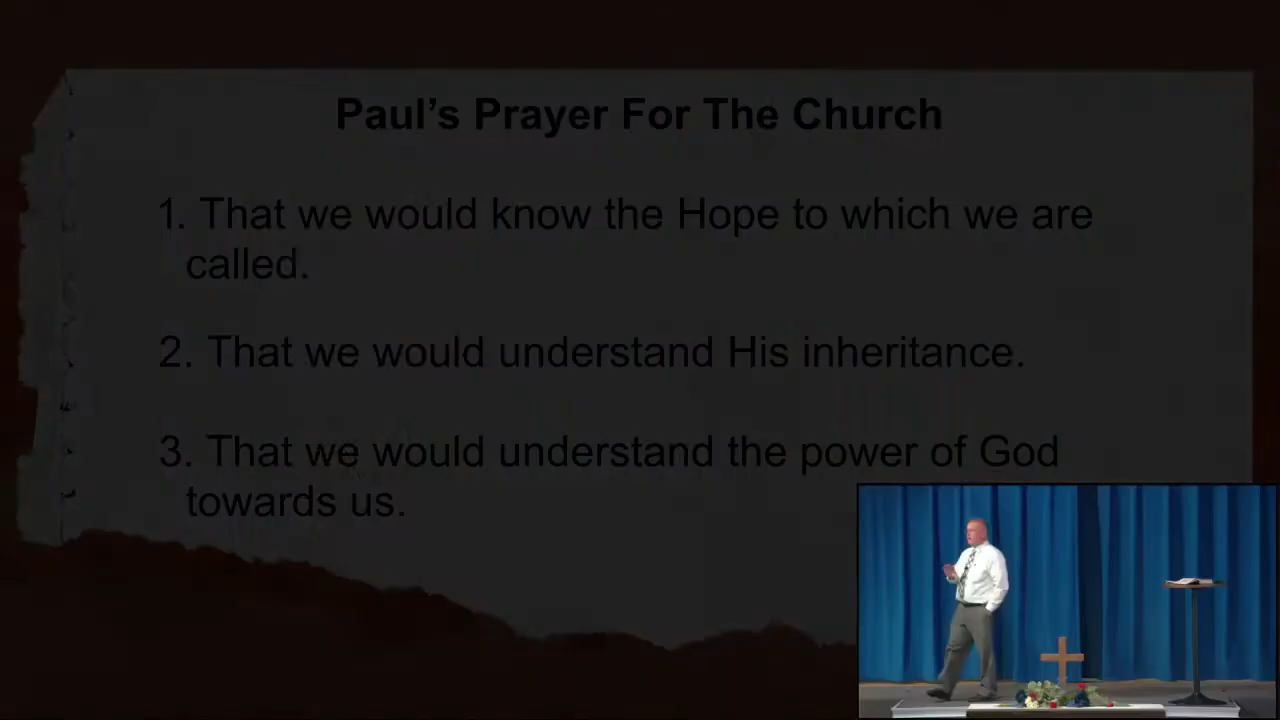 Paul’s Prayer For The Church
1. That we would know the Hope to which we are
called.
2. That we would understand His inheritance.
3. That we would understand the power of God
towards us.